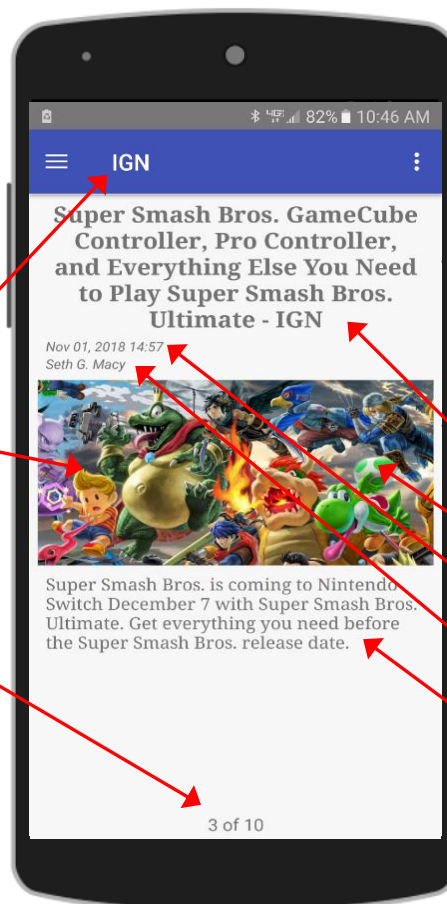 82% 10:46 AM
IGN
Super Smash Bros. GameCube
Controller, Pro Controller,
and Everything Else You Need
to Play Super Smash Bros.
Ultimate - IGN
Nov 01, 2018 14:57
Seth G. Macy
Super Smash Bros. is coming to Nintendo
Switch December 7 with Super Smash Bros.
Ultimate. Get everything you need before
the Super Smash Bros. release date.
3 of 10